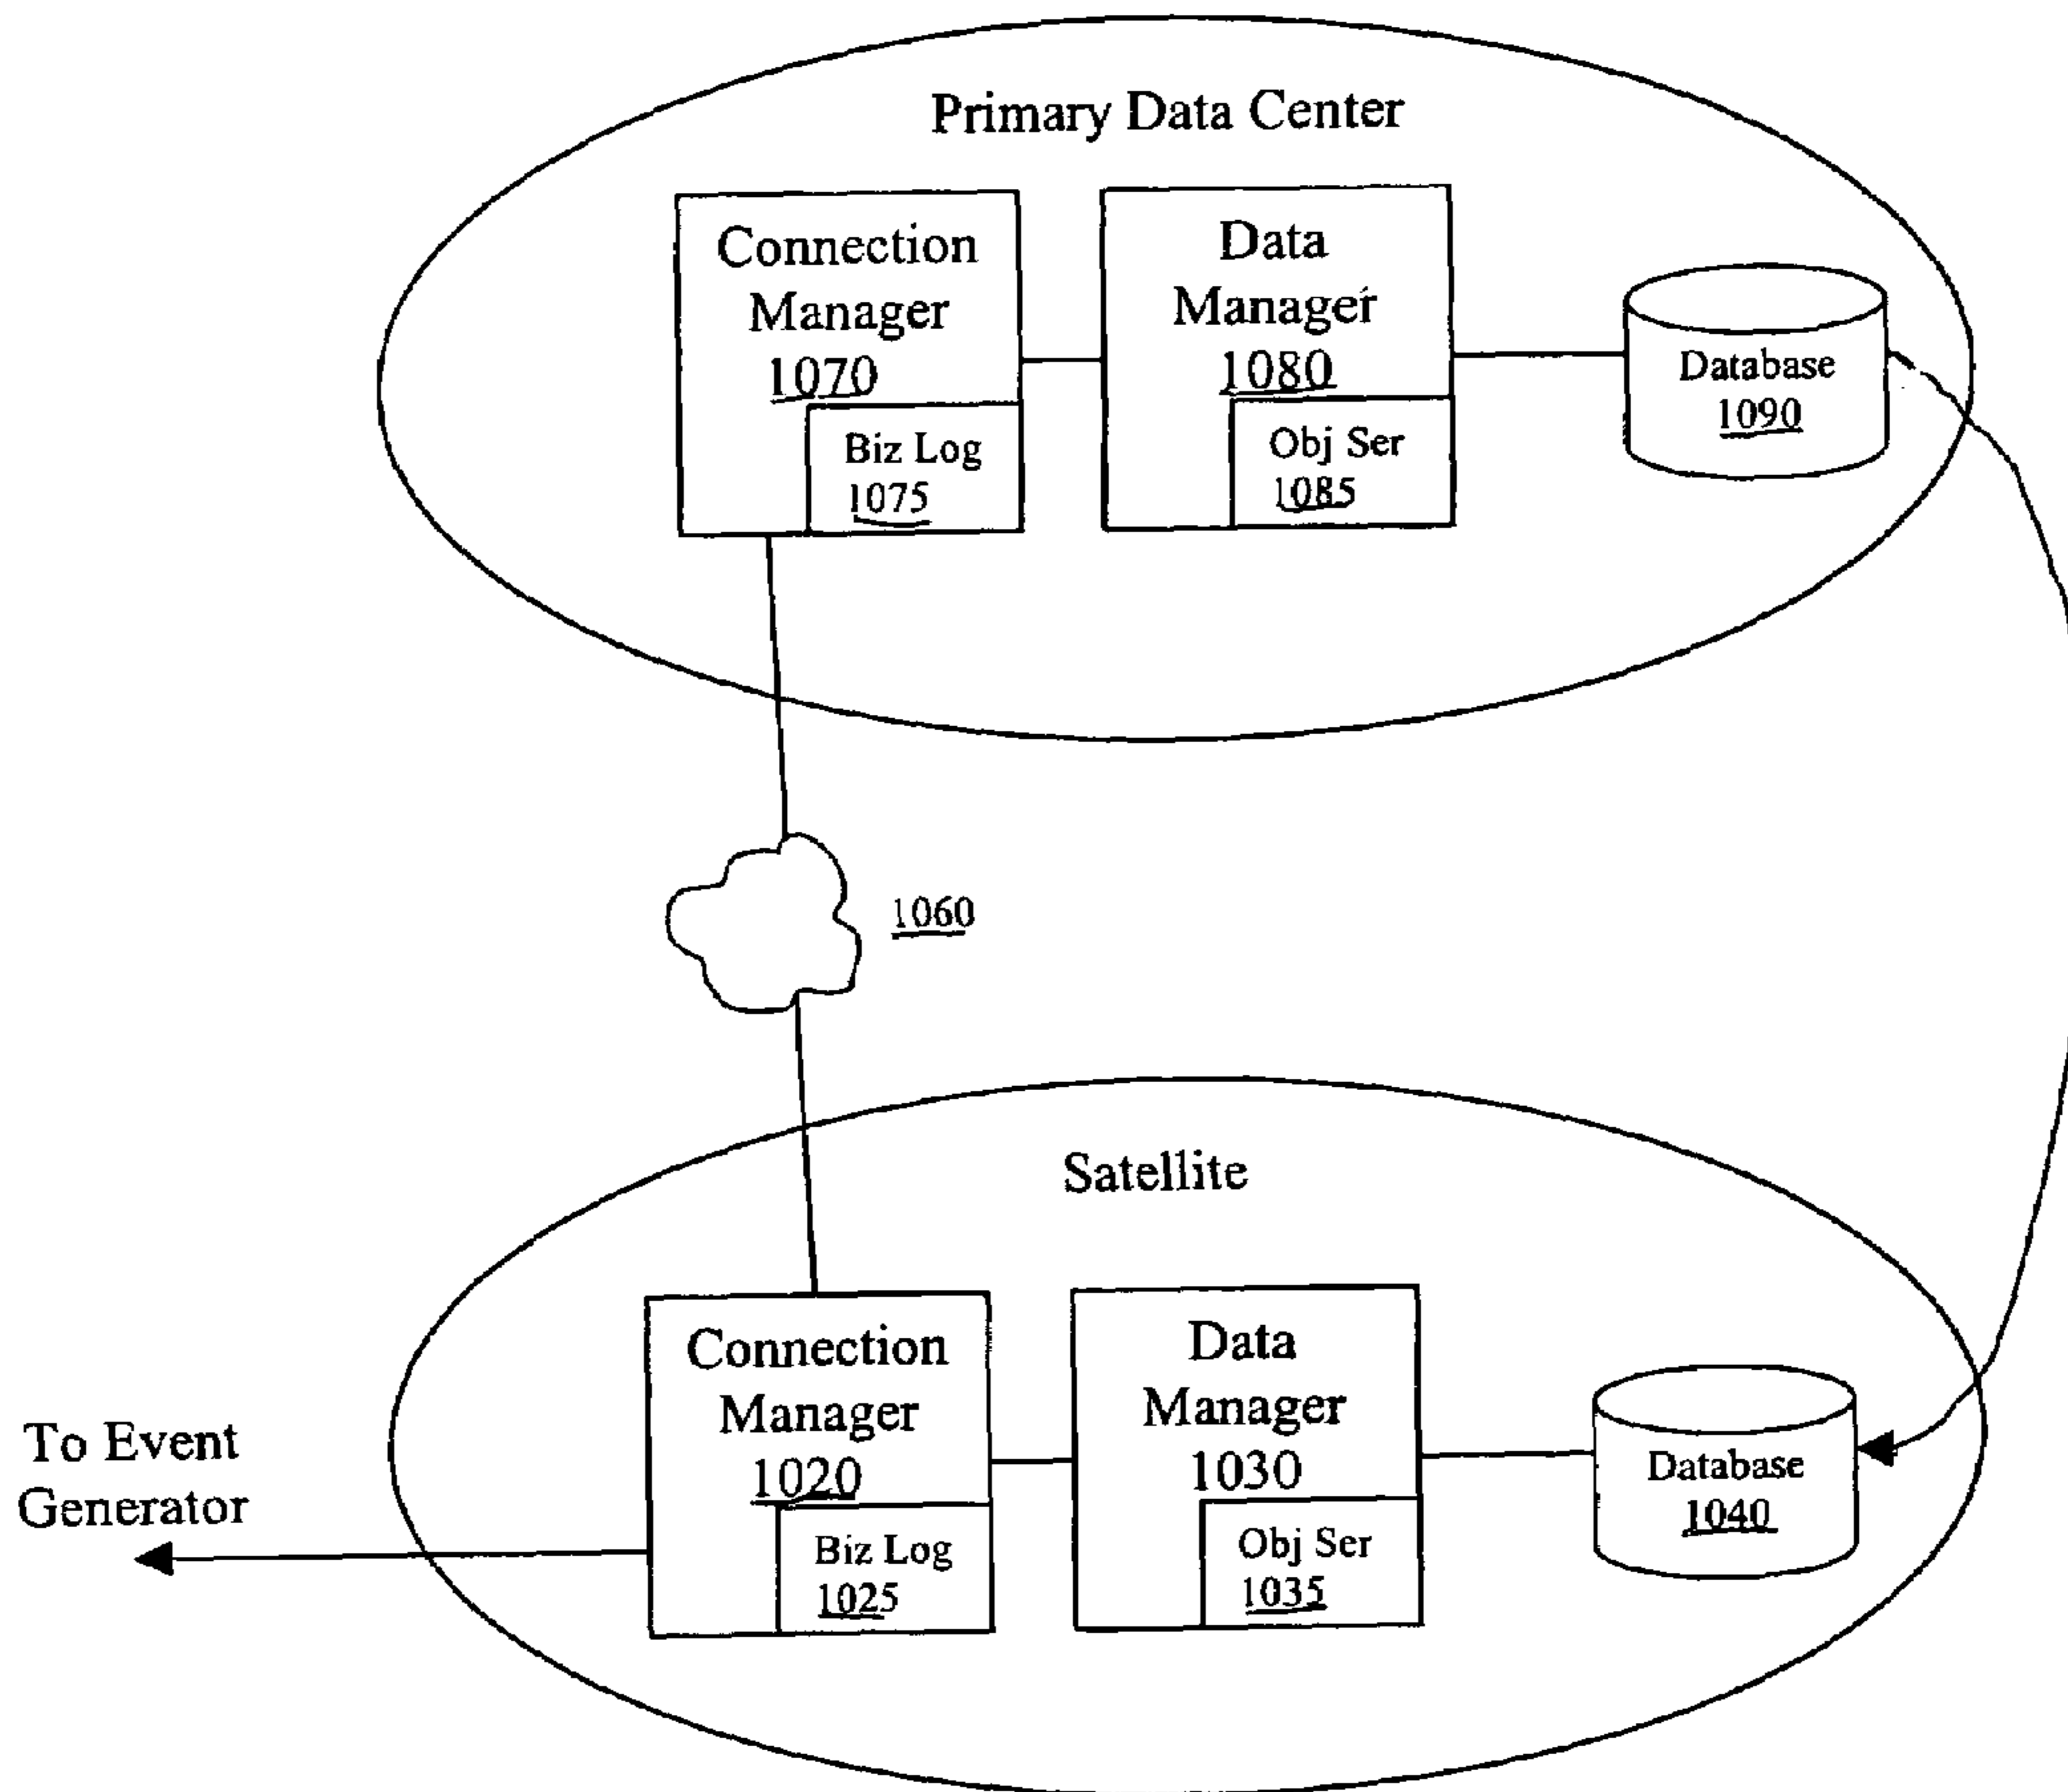 Primary Data Center
Connection
Manager
1070
Biz Log
1075
Data
Manager
1080
Obj Ser
1085
Database
1090
1060
Satellite
Connection
Manager
1020
Biz Log
1025
Data
Manager
1030
Obj Ser
1035
Database
1040
To Event
Generator